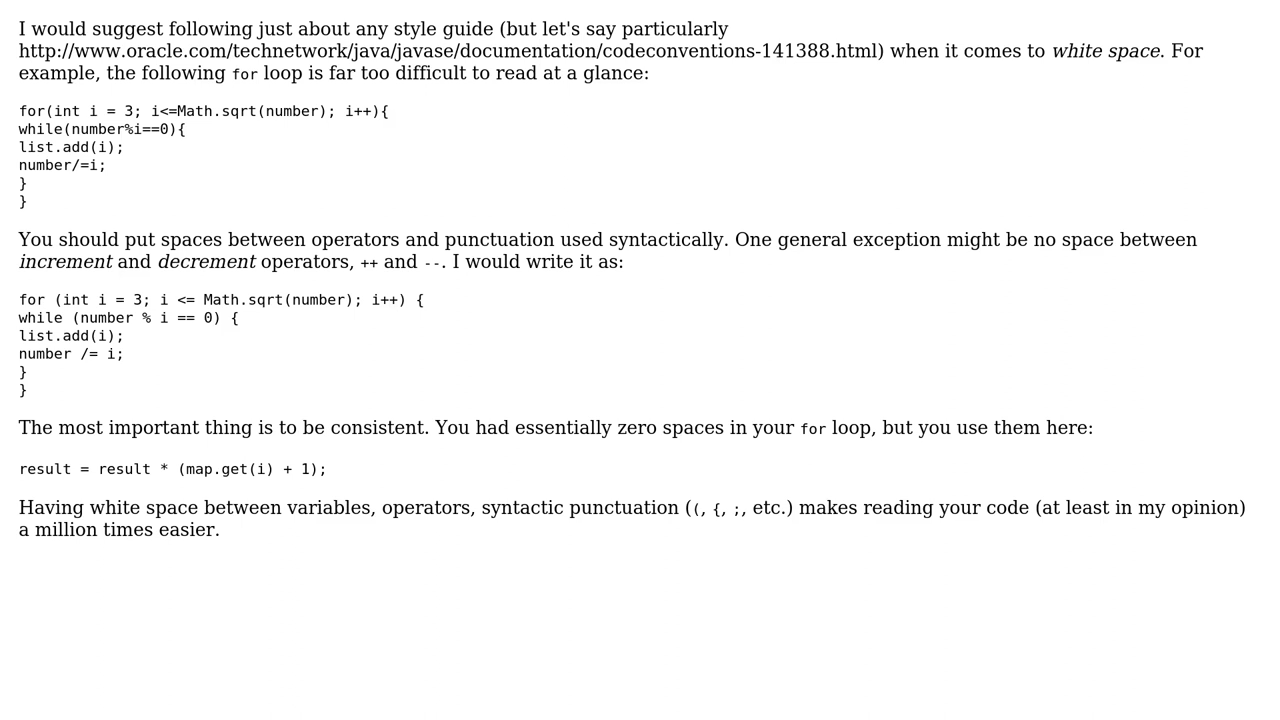 I would suggest following just about any style guide (but let's say particularly
http://www.oracle.com/technetwork/java/javase/documentation/codeconventions-141388.html) when it comes to white space. For
example, the following for loop is far too difficult to read at a glance:
for(int i = 3; i<=Math.sqrt(number); i++){
while(number%i==0){
list.add(i);
number/=i;
}
}
You should put spaces between operators and punctuation used syntactically. One general exception might be no space between
increment and decrement operators, ++ and --. I would write it as:
for (int i = 3; i <= Math.sqrt(number); i++) {
while (number % i == 0) {
list.add(i);
number /= i;
}
}
The most important thing is to be consistent. You had essentially zero spaces in your for loop, but you use them here:
result = result * (map.get(i) + 1);
Having white space between variables, operators, syntactic punctuation ((, {, ;, etc.) makes reading your code (at least in my opinion)
a million times easier.